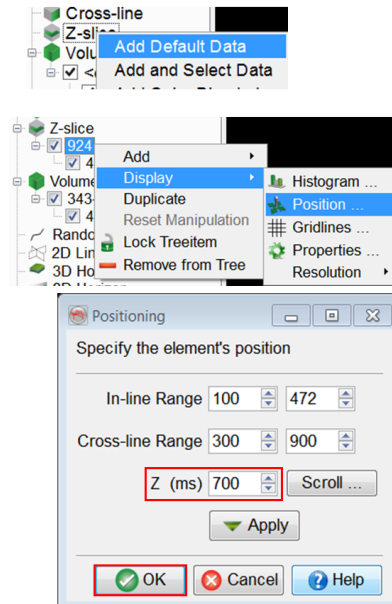 Cross-line
Z-slice
Add Default Data
Volu
Add and Select Data
Z-slice
924
Add
4
Display
Histogram ...
Volume
Duplicate
Position ...
343-
Reset Manipulation
4
Gridlines ...
Rando
Lock Treeitem
2D Lin
Properties ...
3D Ho
Remove from Tree
Resolution
Positioning
Specify the element's position
In-line Range 100 472
Cross-line Range 300 900
Z (ms) 700 Scroll ...
Apply
OK Cancel Help